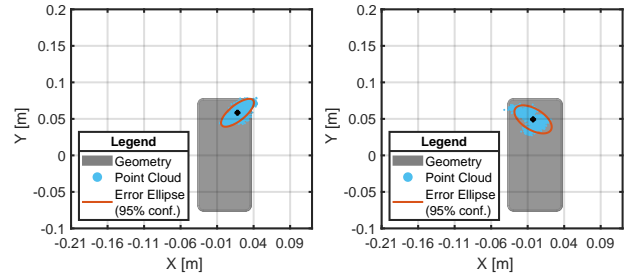 0.2
0.15
0.1
0.05
0
-0.05
-0.1
Y [m]
Legend
Geometry
Point Cloud
Error Ellipse
(95% conf.)
-0.21 -0.16 -0.11 -0.06 -0.01 0.04 0.09
X [m]
0.2
0.15
0.1
0.05
0
-0.05
-0.1
Y [m]
Legend
Geometry
Point Cloud
Error Ellipse
(95% conf.)
-0.21 -0.16 -0.11 -0.06 -0.01 0.04 0.09
X [m]